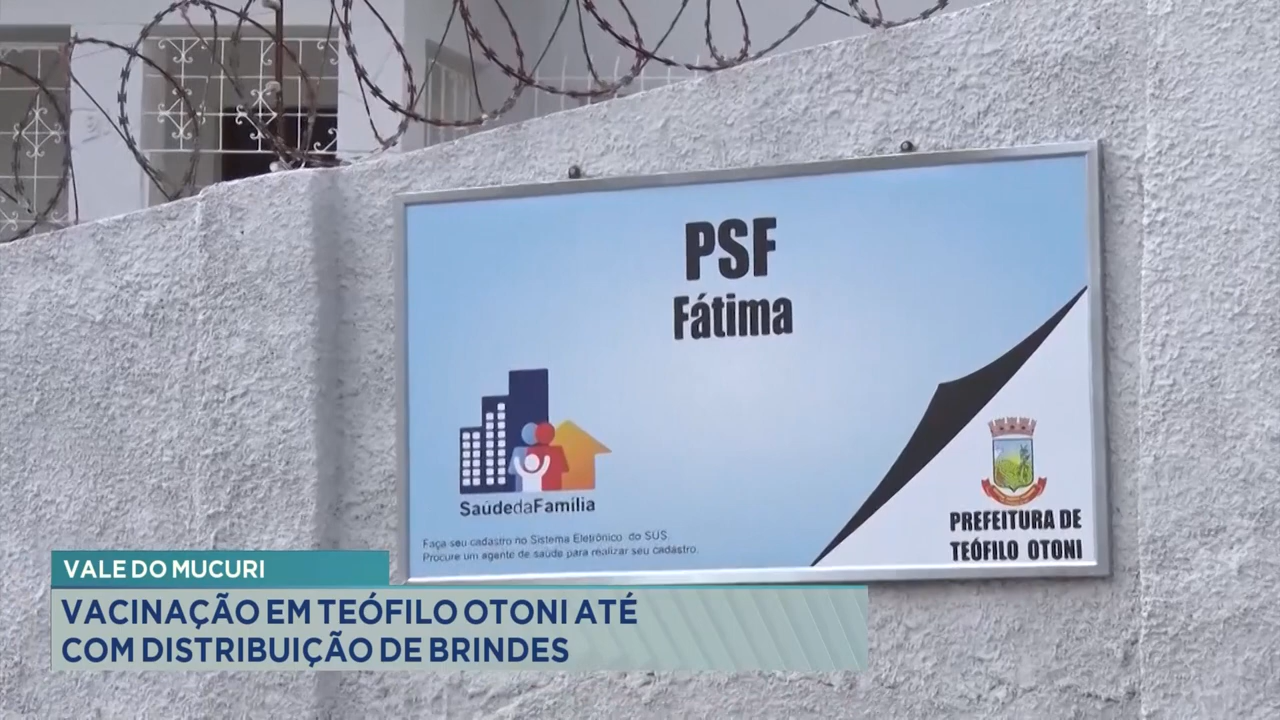 PSF
Fátima
SaúdedaFamília
Faça seu cadastro no Sistema Eletrônico do SUS.
Procure um agente de saúde para realizar seu cadastro.
PREFEITURA DE
TEÓFILO OTONI
VALE DO MUCURI
VACINAÇÃO EM TEÓFILO OTONI ATÉ
COM DISTRIBUIÇÃO DE BRINDES